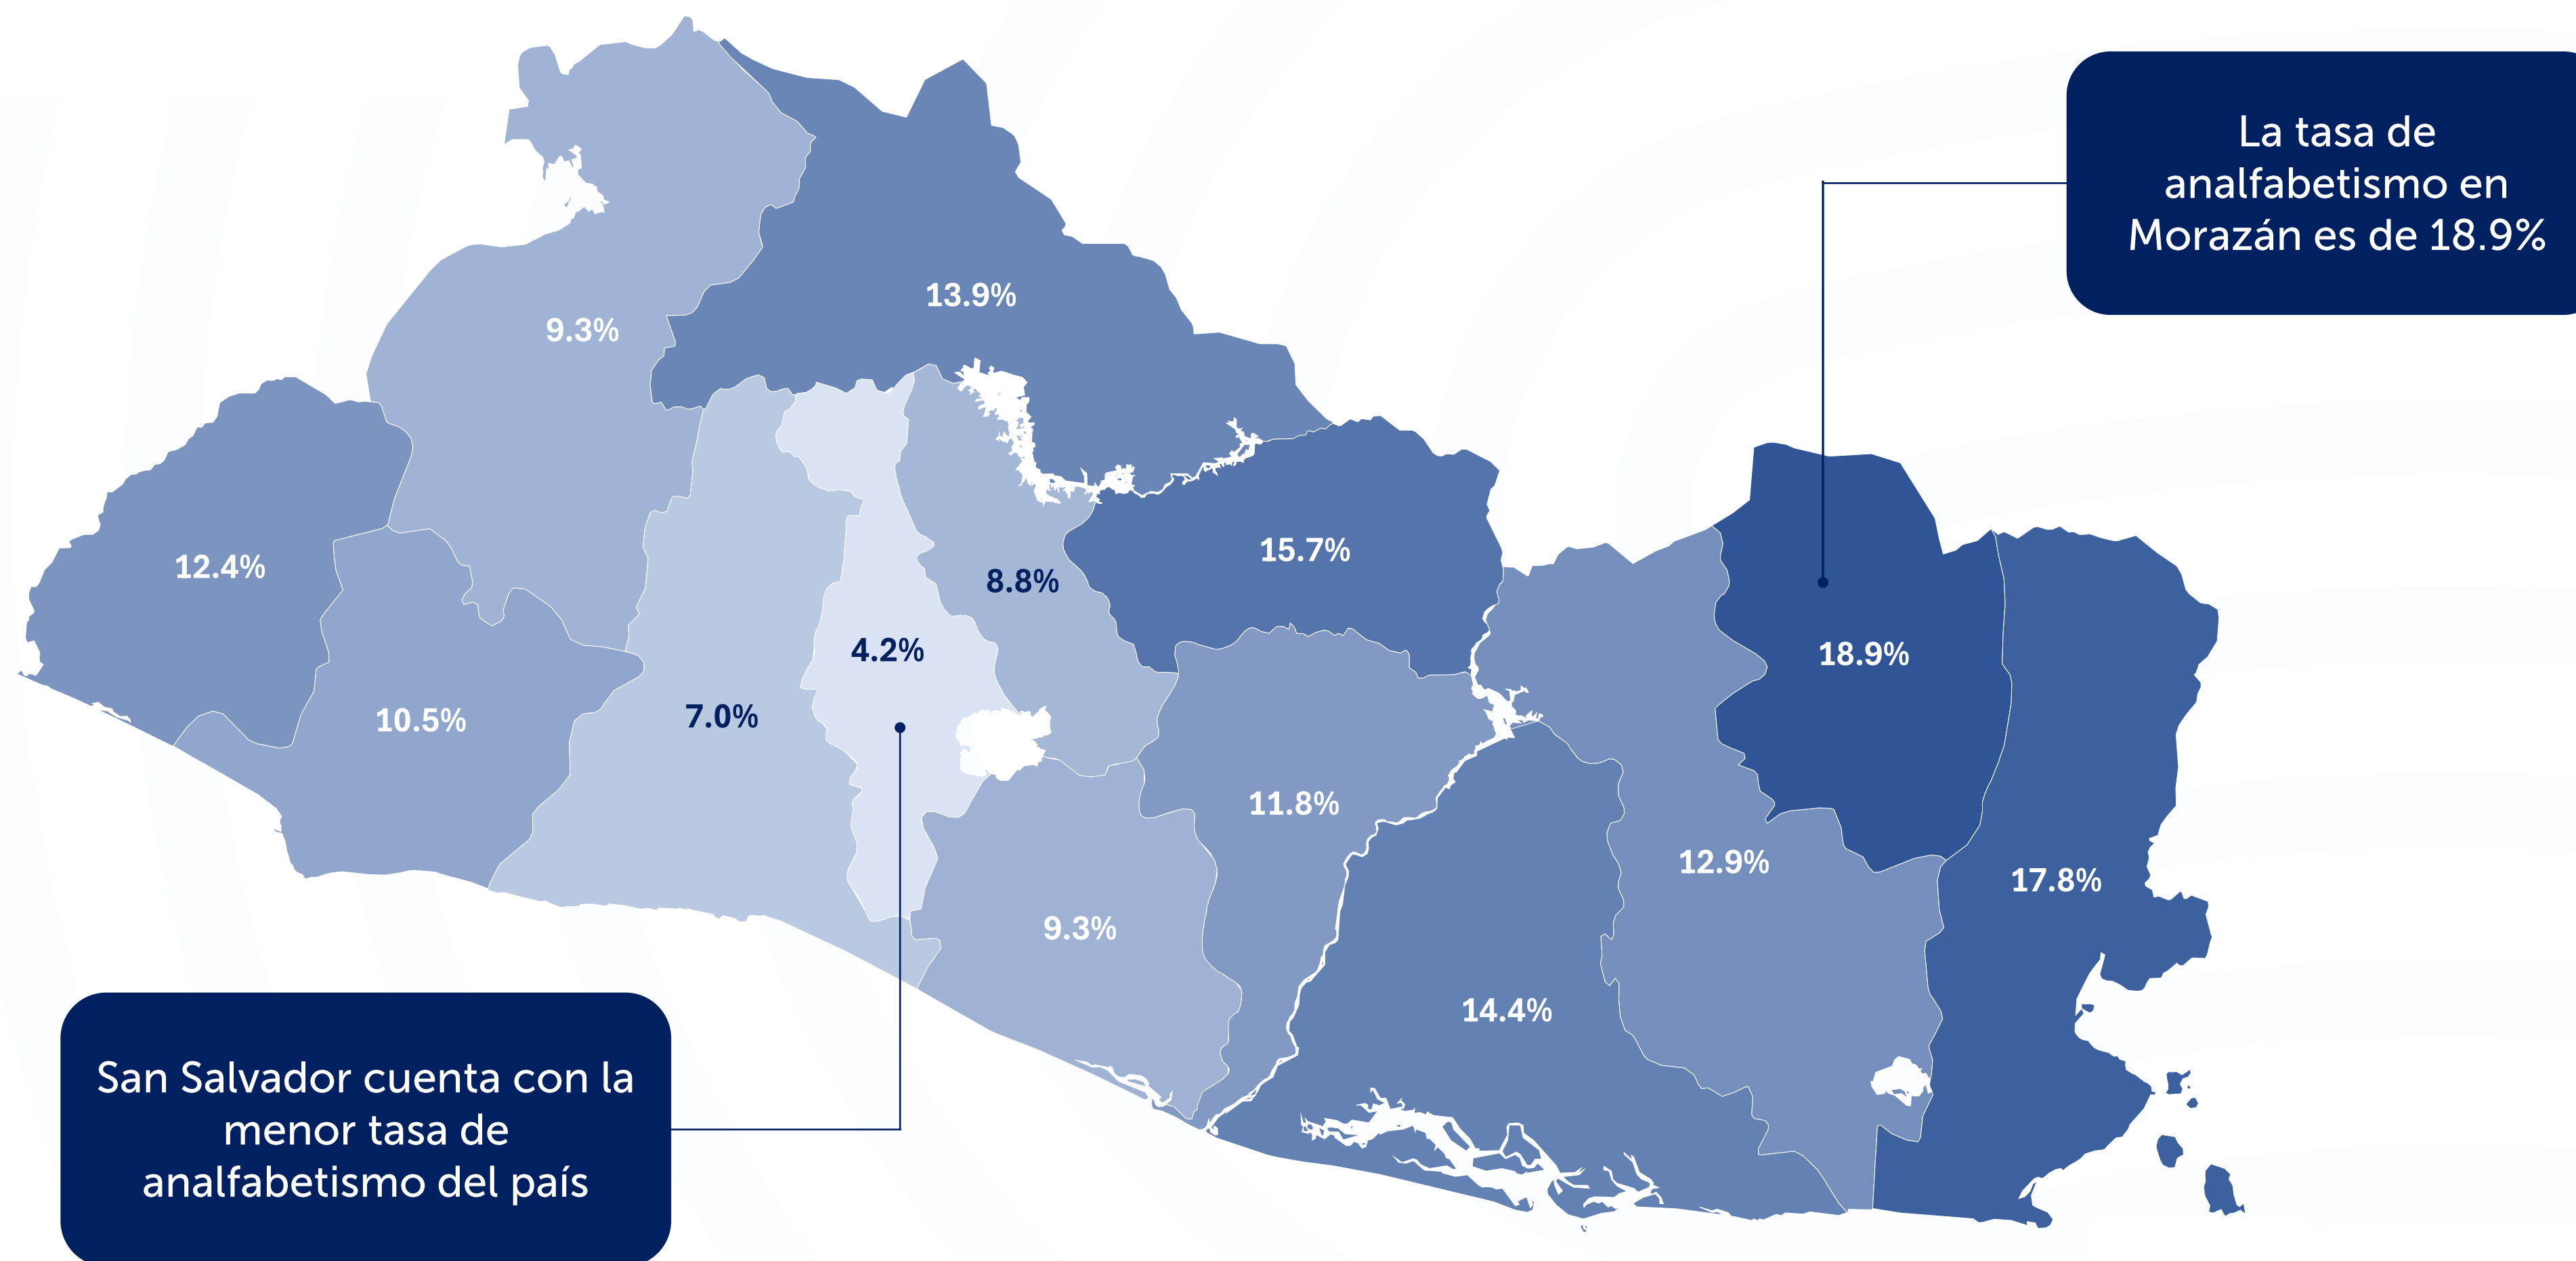 La tasa de
analfabetismo en
Morazán es de 18.9%
13.9%
9.3%
12.4%
15.7%
8.8%
4.2%
18.9%
10.5%
7.0%
11.8%
12.9%
17.8%
9.3%
14.4%
San Salvador cuenta con la
menor tasa de
analfabetismo del país